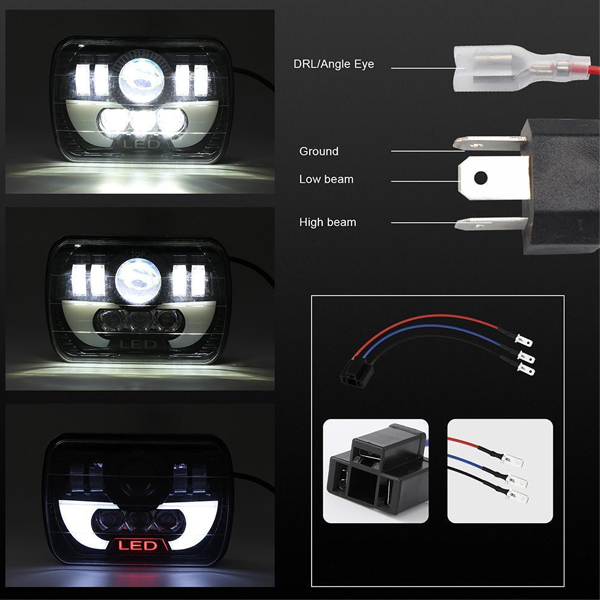 LED
LED
LED
DRL/Angle Eye
Ground
Low beam
High beam